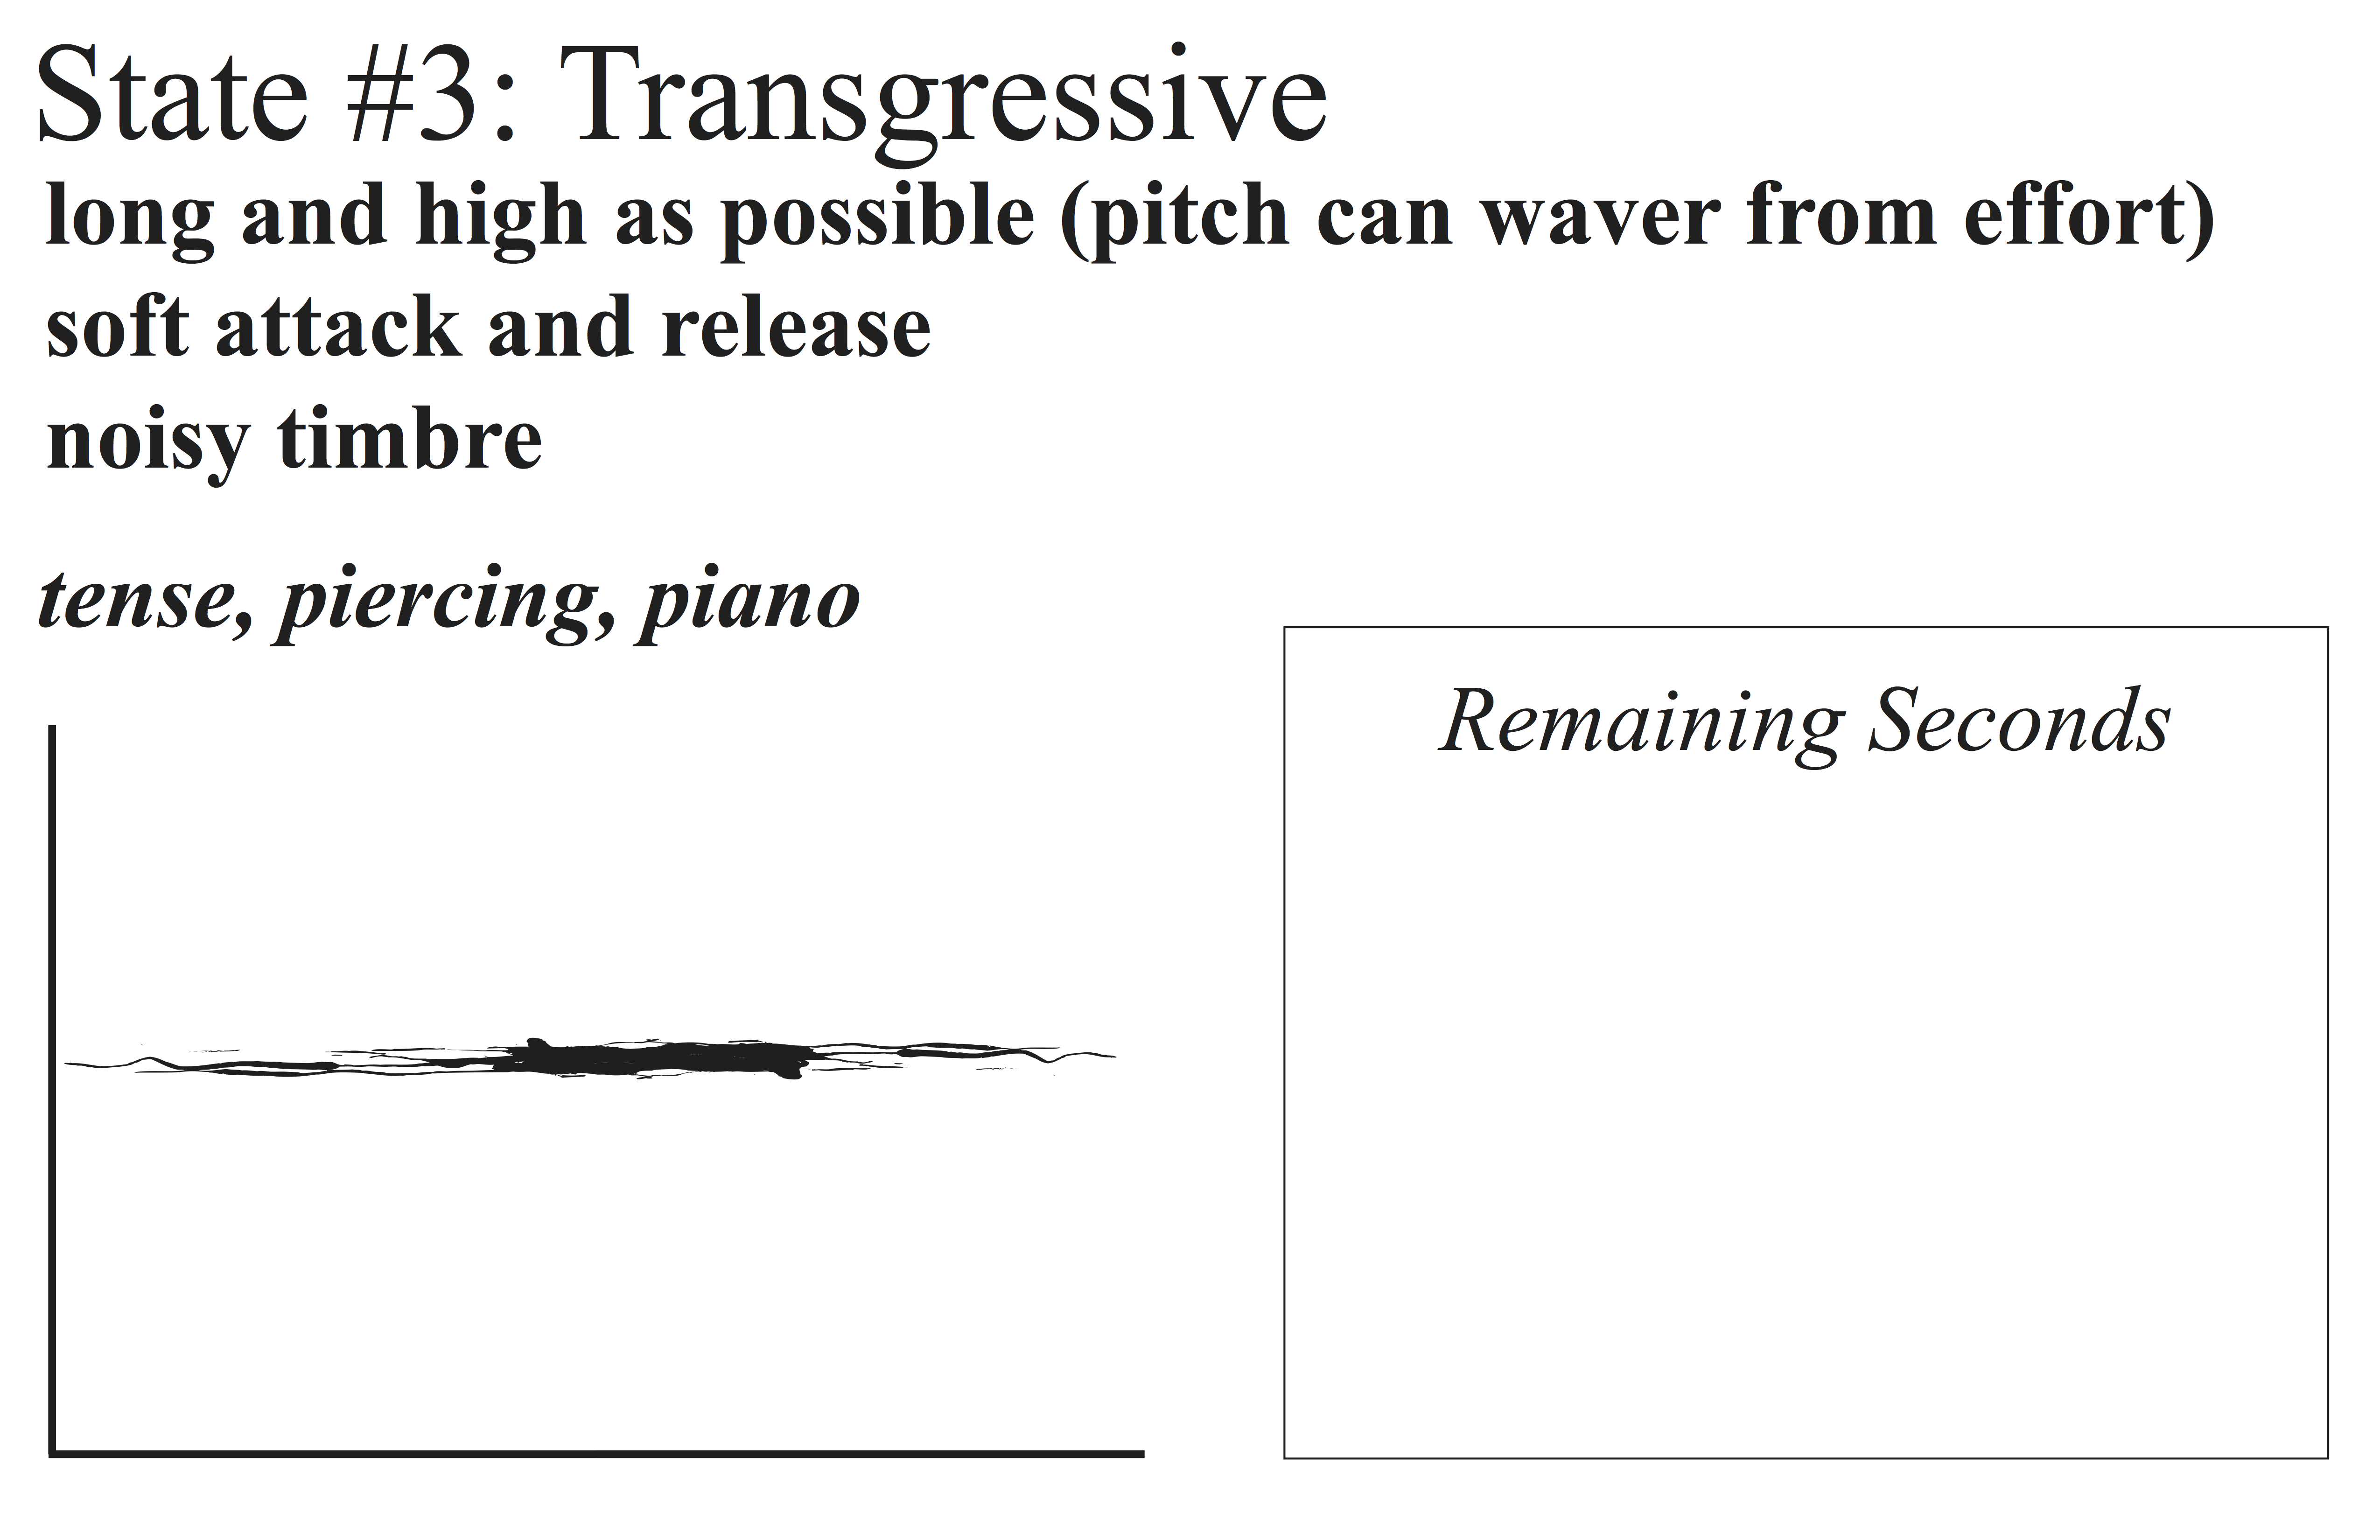 State #3: Transgressive
long and high as possible (pitch can waver from effort)
soft attack and release
noisy timbre
tense, piercing, piano
Remaining Seconds